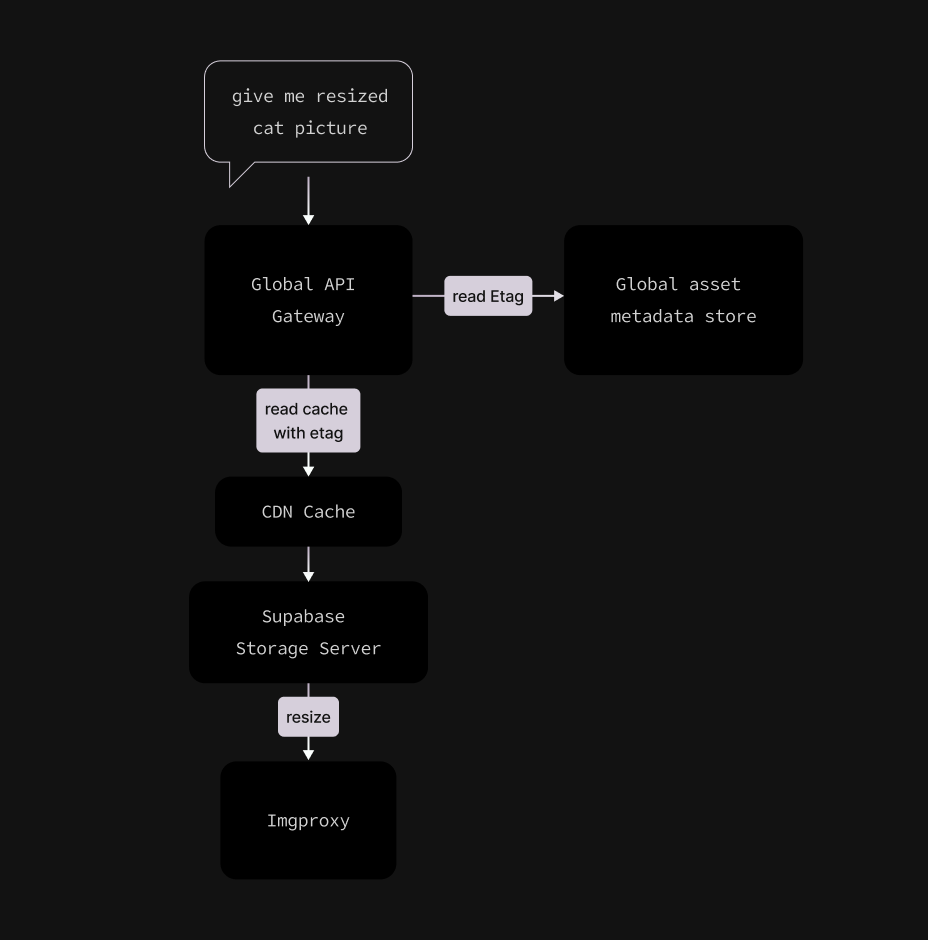 give me resized
cat picture
Global API
Gateway
read Etag
Global asset
metadata store
read cache
with etag
CDN Cache
Supabase
Storage Server
resize
Imgproxy